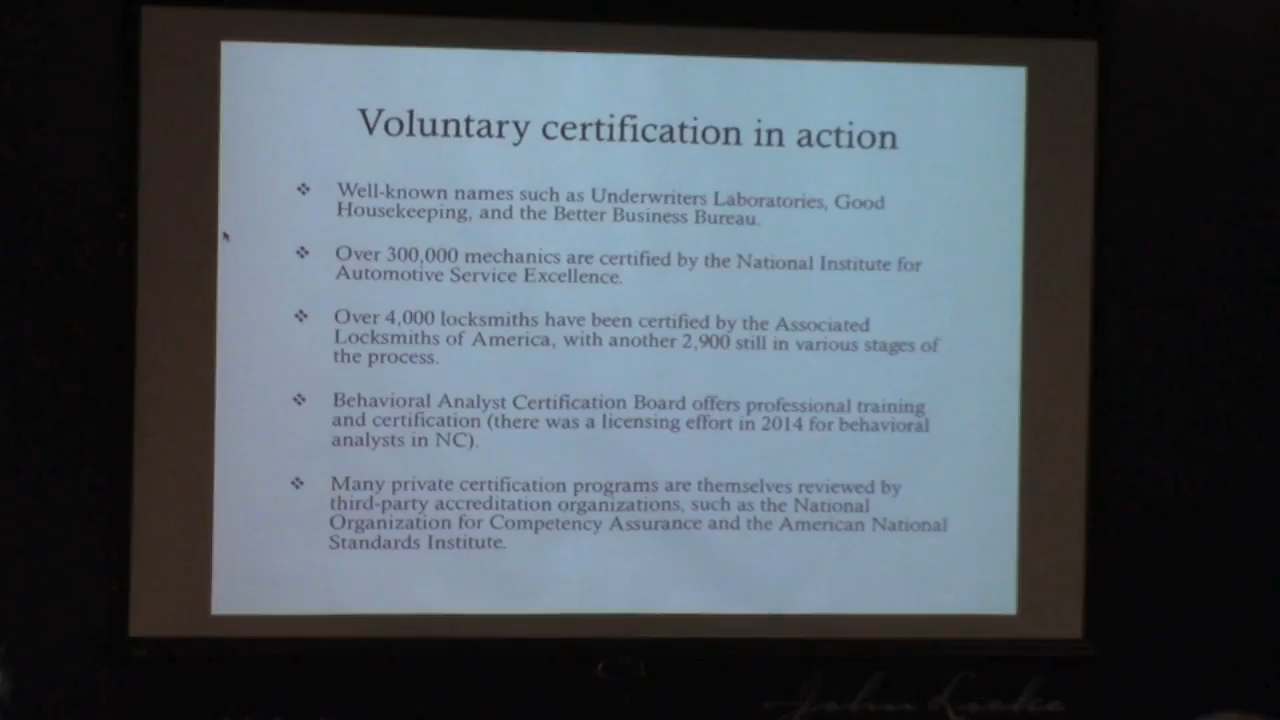 Voluntary certification in action
❖ Well-known names such as Underwriters Laboratories, Good
Housekeeping, and the Better Business Bureau.
❖ Over 300,000 mechanics are certified by the National Institute for
Automotive Service Excellence.
❖ Over 4,000 locksmiths have been certified by the Associated
Locksmiths of America, with another 2,900 still in various stages of
the process.
❖ Behavioral Analyst Certification Board offers professional training
and certification (there was a licensing effort in 2014 for behavioral
analysts in NC).
❖ Many private certification programs are themselves reviewed by
third-party accreditation organizations, such as the National
Organization for Competency Assurance and the American National
Standards Institute.
John Locke